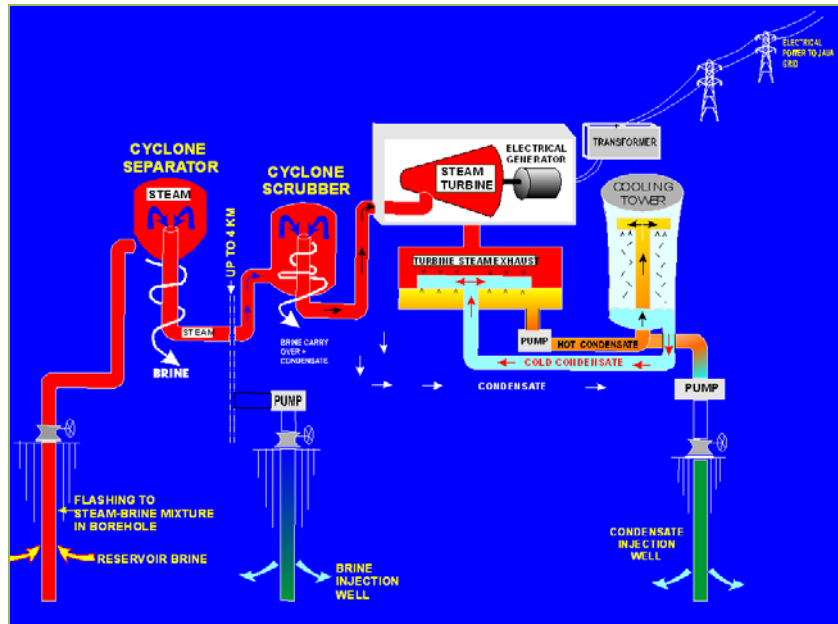 ELECTRICAL
POWER TO JAVA
GRID
TRANSFORMER
ELECTRICAL
GENERATOR
STEAM
TURBINE
CYCLONE
SEPARATOR
STEAM
CYCLONE
SCRUBBER
COOLING
TOWER
UP TO 4 KM
TURBINE STEAM EXHAUST
STEAM
BRINE
BRINE CARRY
OVER +
CONDENSATE
PUMP
HOT CONDENSATE
COLD CONDENSATE
CONDENSATE
PUMP
PUMP
FLASHING TO
STEAM-BRINE MIXTURE
IN BOREHOLE
RESERVOIR BRINE
BRINE
INJECTION
WELL
CONDENSATE
INJECTION
WELL